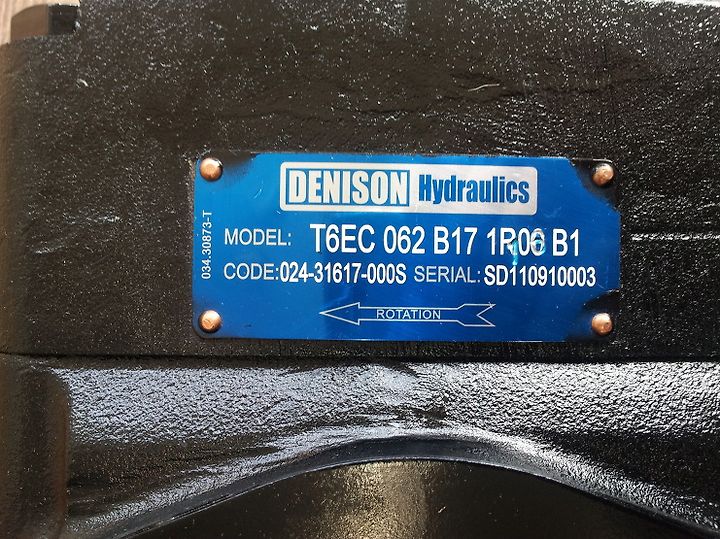 DENISON Hydraulics
MODEL: T6EC 062 B17 1R06 B1
CODE:024-31617-000S SERIAL: SD110910003
ROTATION
034.30873-T